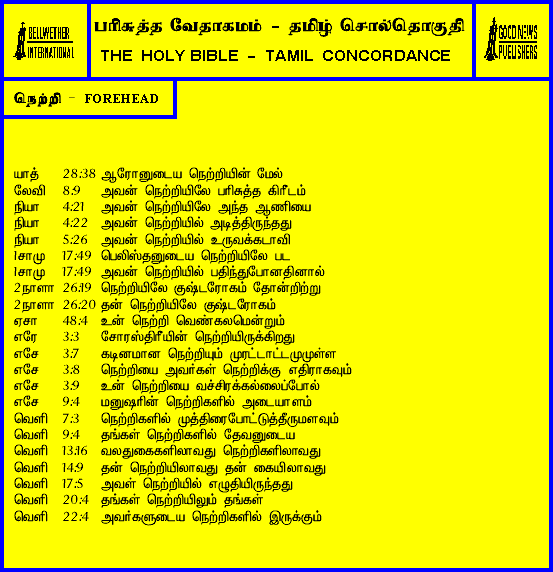 BELLWETHER INTERNATIONAL
பரிசுத்த வேதாகமம் - தமிழ் சொல்தொகுதி
THE HOLY BIBLE - TAMIL CONCORDANCE
GOOD NEWS PUBLISHERS
நெற்றி - FOREHEAD
யாத் 28:38 ஆரோனுடைய நெற்றியின் மேல்
லேவி 8:9 அவன் நெற்றியிலே பரிசுத்த கிரீடம்
நியா 4:21 அவன் நெற்றியிலே அந்த ஆணியை
நியா 4:22 அவன் நெற்றியில் அடித்திருந்தது
நியா 5:26 அவன் நெற்றியில் உருவக்கடாவி
1சாமு 17:49 பெலிஸ்தனுடைய நெற்றியிலே பட
1சாமு 17:49 அவன் நெற்றியில் பதிந்துபோனதினால்
2நாளா 26:19 நெற்றியிலே குஷ்டரோகம் தோன்றிற்று
2நாளா 26:20 தன் நெற்றியிலே குஷ்டரோகம்
ஏசா 48:4 உன் நெற்றி வெண்கலமென்றும்
எரே 3:3 சோரஸ்திரீயின் நெற்றியிருக்கிறது
எசே 3:7 கடினமான நெற்றியும் முரட்டாட்டமுமுள்ள
எசே 3:8 நெற்றியை அவர்கள் நெற்றிக்கு எதிராகவும்
எசே 3:9 உன் நெற்றியை வச்சிரக்கல்லைப்போல்
எசே 9:4 மனுஷரின் நெற்றிகளில் அடையாளம்
வெளி 7:3 நெற்றிகளில் முத்திரைபோட்டுத்தீருமளவும்
வெளி 9:4 தங்கள் நெற்றிகளில் தேவனுடைய
வெளி 13:16 வலதுகைகளிலாவது நெற்றிகளிலாவது
வெளி 14:9 தன் நெற்றியிலாவது தன் கையிலாவது
வெளி 17:5 அவள் நெற்றியில் எழுதியிருந்தது
வெளி 20:4 தங்கள் நெற்றியிலும் தங்கள்
வெளி 22:4 அவர்களுடைய நெற்றிகளில் இருக்கும்